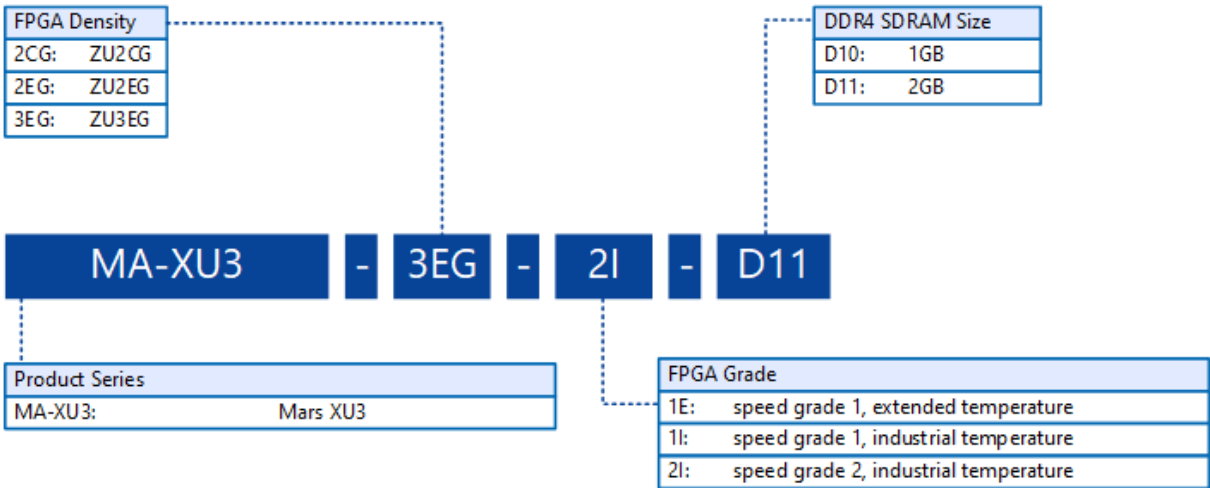 FPGA Density
2CG: ZU2CG
2EG: ZU2EG
3EG: ZU3EG
DDR4 SDRAM Size
D10: 1GB
D11: 2GB
MA-XU3 - 3EG - 2I - D11
Product Series
MA-XU3: Mars XU3
FPGA Grade
1E: speed grade 1, extended temperature
1I: speed grade 1, industrial temperature
2I: speed grade 2, industrial temperature